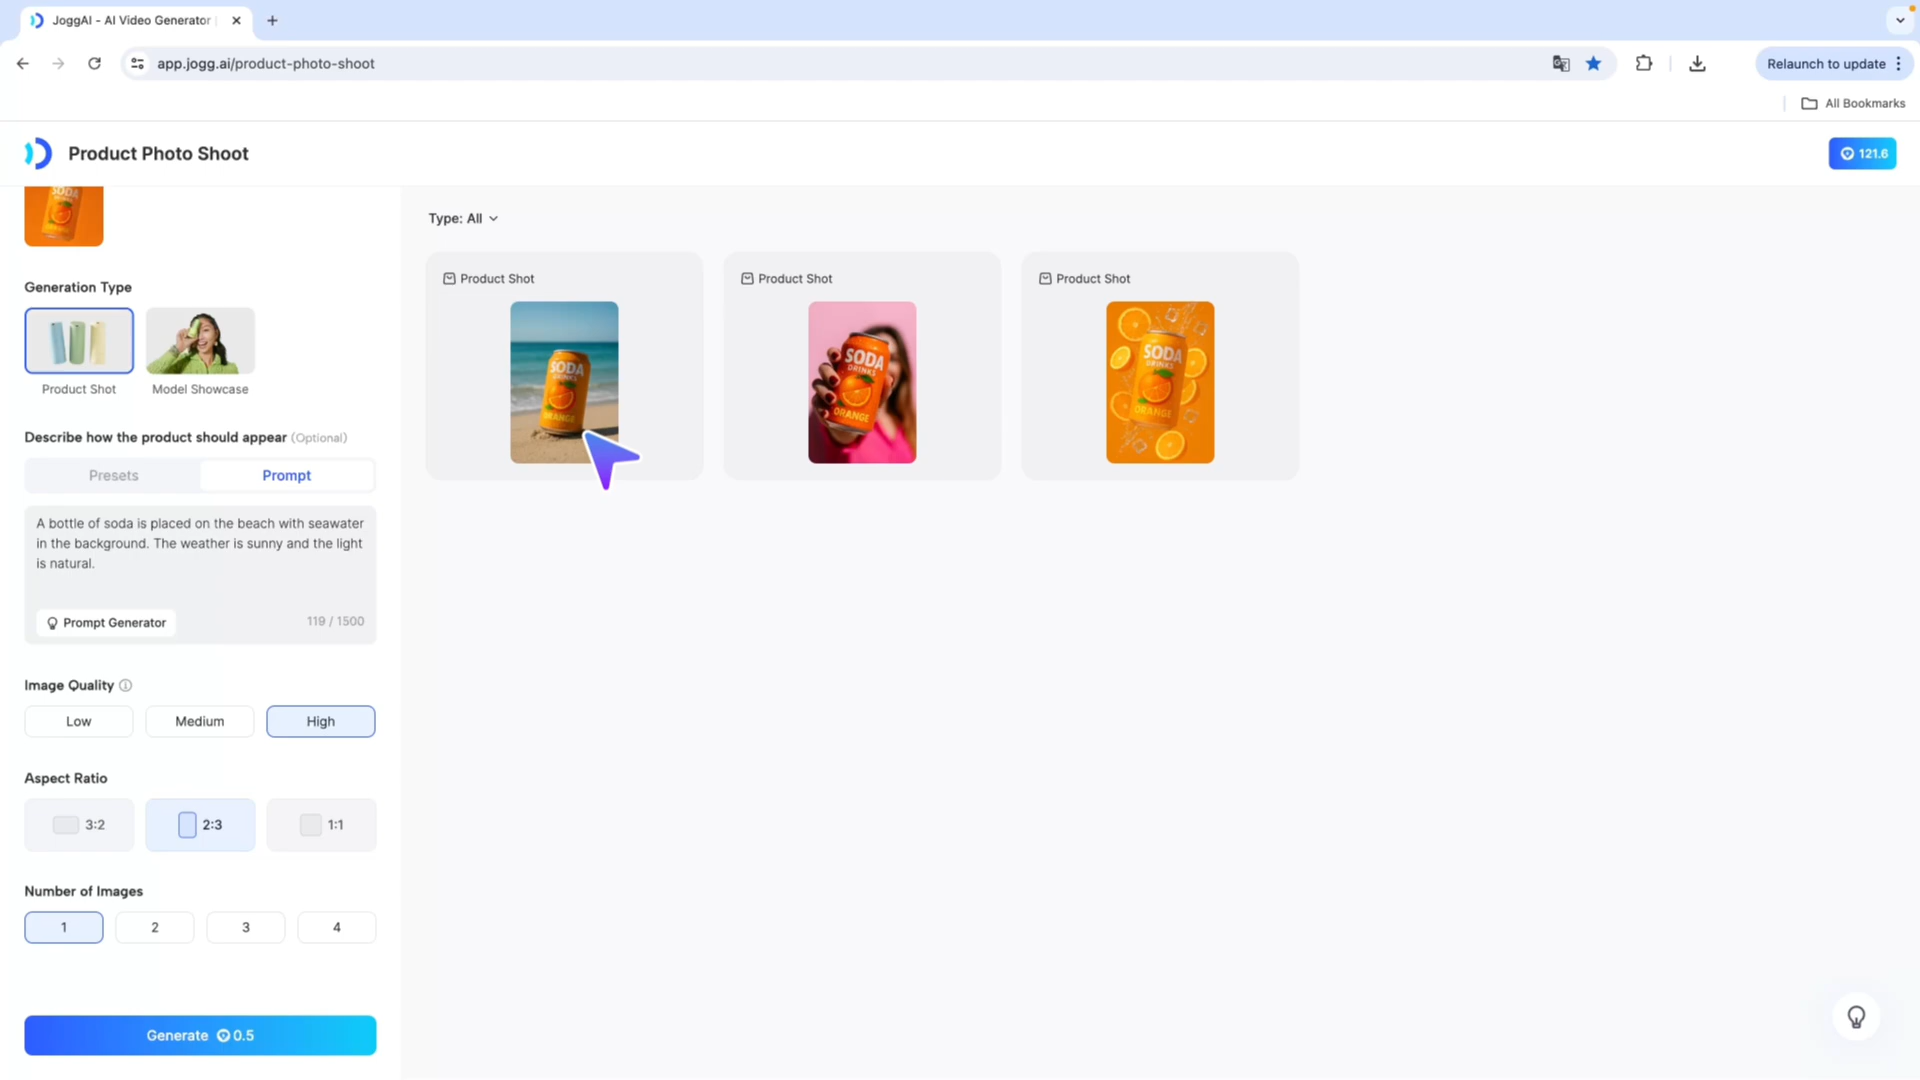 JoggAI - AI Video Generator
app.jogg.ai/product-photo-shoot
Relaunch to update
All Bookmarks
Product Photo Shoot
121.6
SODA
Generation Type
Product Shot
Model Showcase
Describe how the product should appear (Optional)
Presets
Prompt
A bottle of soda is placed on the beach with seawater
in the background. The weather is sunny and the light
is natural.
Prompt Generator
119 / 1500
Image Quality
Low
Medium
High
Aspect Ratio
3:2
2:3
1:1
Number of Images
1
2
3
4
Generate 0.5
Type: All
Product Shot
SODA
DRINKS
ORANGE
Product Shot
SODA
DRINKS
ORANGE
Product Shot
SODA
DRINKS
ORANGE